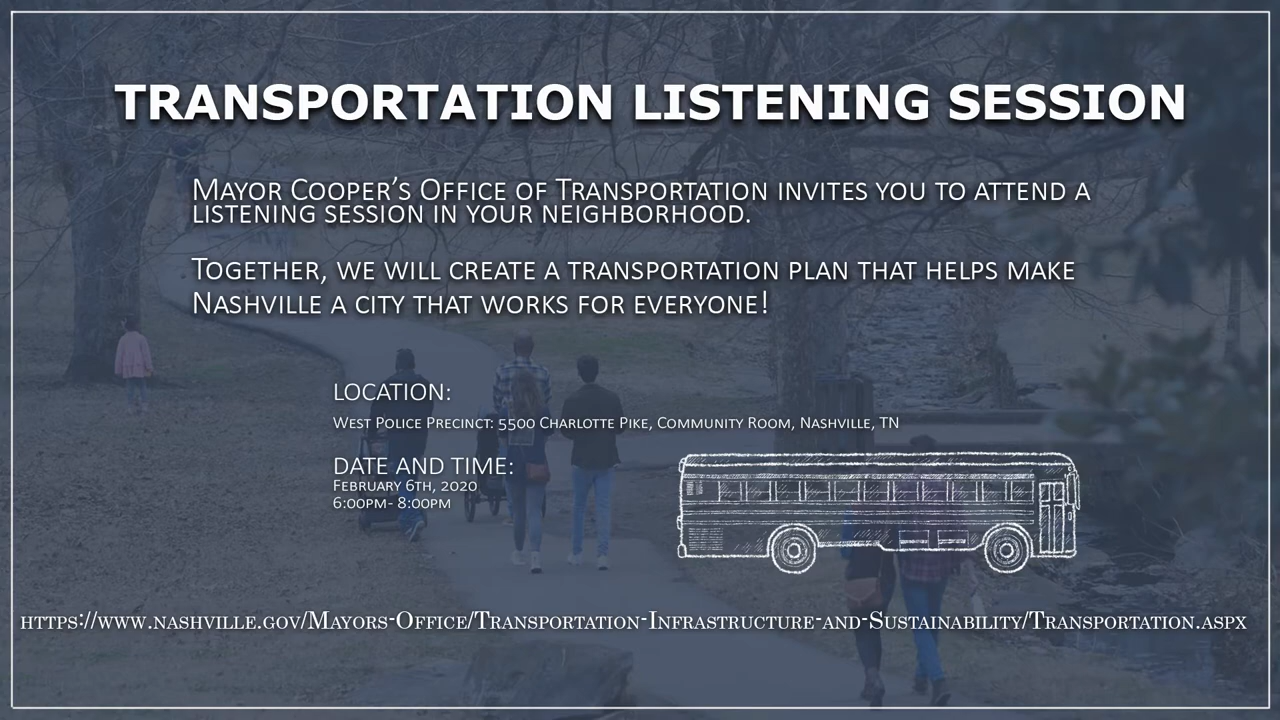 TRANSPORTATION LISTENING SESSION
Mayor Cooper's Office of Transportation invites you to attend a
listening session in your neighborhood.
Together, we will create a transportation plan that helps make
Nashville a city that works for everyone!
LOCATION:
West Police Precinct: 5500 Charlotte Pike, Community Room, Nashville, TN
DATE AND TIME:
February 6th, 2020
6:00pm- 8:00pm
https://www.nashville.gov/Mayors-Office/Transportation-Infrastructure-and-Sustainability/Transportation.aspx